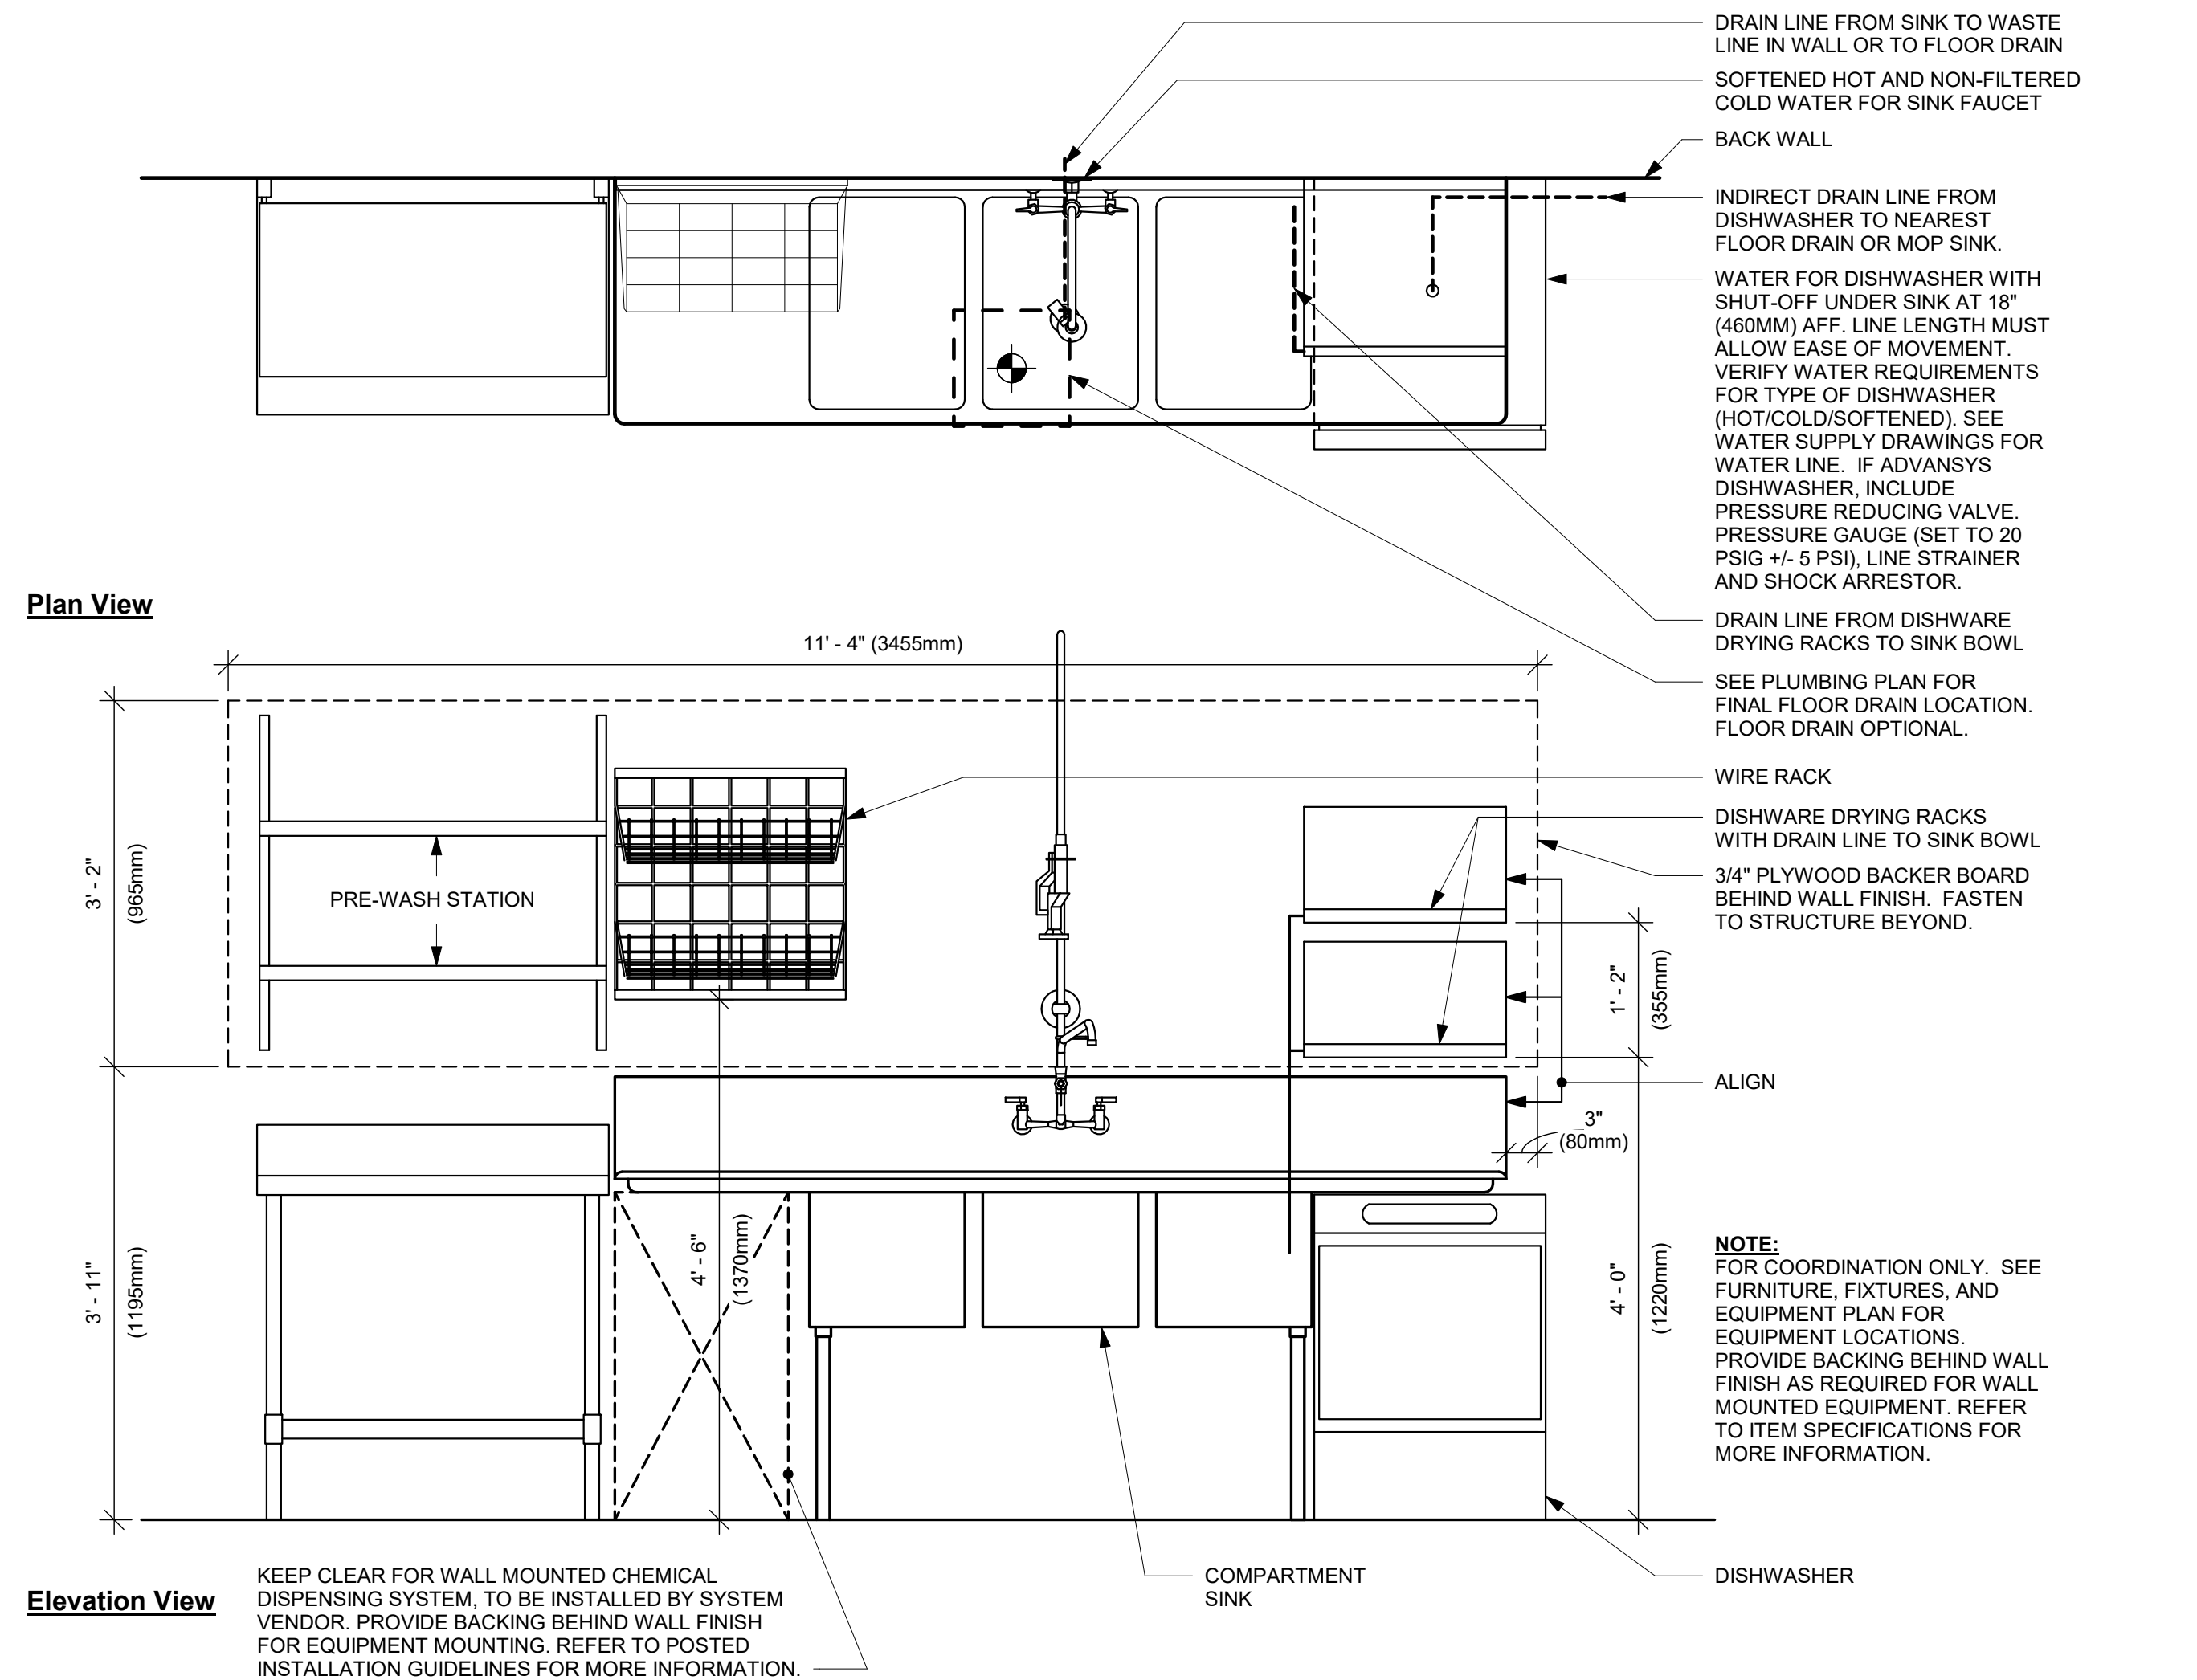 DRAIN LINE FROM SINK TO WASTE
LINE IN WALL OR TO FLOOR DRAIN
SOFTENED HOT AND NON-FILTERED
COLD WATER FOR SINK FAUCET
BACK WALL
INDIRECT DRAIN LINE FROM
DISHWASHER TO NEAREST
FLOOR DRAIN OR MOP SINK.
WATER FOR DISHWASHER WITH
SHUT-OFF UNDER SINK AT 18"
(460MM) AFF. LINE LENGTH MUST
ALLOW EASE OF MOVEMENT.
VERIFY WATER REQUIREMENTS
FOR TYPE OF DISHWASHER
(HOT/COLD/SOFTENED). SEE
WATER SUPPLY DRAWINGS FOR
WATER LINE. IF ADVANSYS
DISHWASHER, INCLUDE
PRESSURE REDUCING VALVE.
PRESSURE GAUGE (SET TO 20
PSIG +/- 5 PSI), LINE STRAINER
AND SHOCK ARRESTOR.
Plan View
DRAIN LINE FROM DISHWARE
DRYING RACKS TO SINK BOWL
11' - 4" (3455mm)
SEE PLUMBING PLAN FOR
FINAL FLOOR DRAIN LOCATION.
FLOOR DRAIN OPTIONAL.
WIRE RACK
DISHWARE DRYING RACKS
WITH DRAIN LINE TO SINK BOWL
3/4" PLYWOOD BACKER BOARD
BEHIND WALL FINISH. FASTEN
TO STRUCTURE BEYOND.
3' - 2"
(965mm)
PRE-WASH STATION
1' - 2"
(355mm)
ALIGN
3"
(80mm)
3' - 11"
(1195mm)
4' - 6"
(1370mm)
4' - 0"
(1220mm)
NOTE:
FOR COORDINATION ONLY. SEE
FURNITURE, FIXTURES, AND
EQUIPMENT PLAN FOR
EQUIPMENT LOCATIONS.
PROVIDE BACKING BEHIND WALL
FINISH AS REQUIRED FOR WALL
MOUNTED EQUIPMENT. REFER
TO ITEM SPECIFICATIONS FOR
MORE INFORMATION.
Elevation View
KEEP CLEAR FOR WALL MOUNTED CHEMICAL
DISPENSING SYSTEM, TO BE INSTALLED BY SYSTEM
VENDOR. PROVIDE BACKING BEHIND WALL FINISH
FOR EQUIPMENT MOUNTING. REFER TO POSTED
INSTALLATION GUIDELINES FOR MORE INFORMATION.
COMPARTMENT
SINK
DISHWASHER